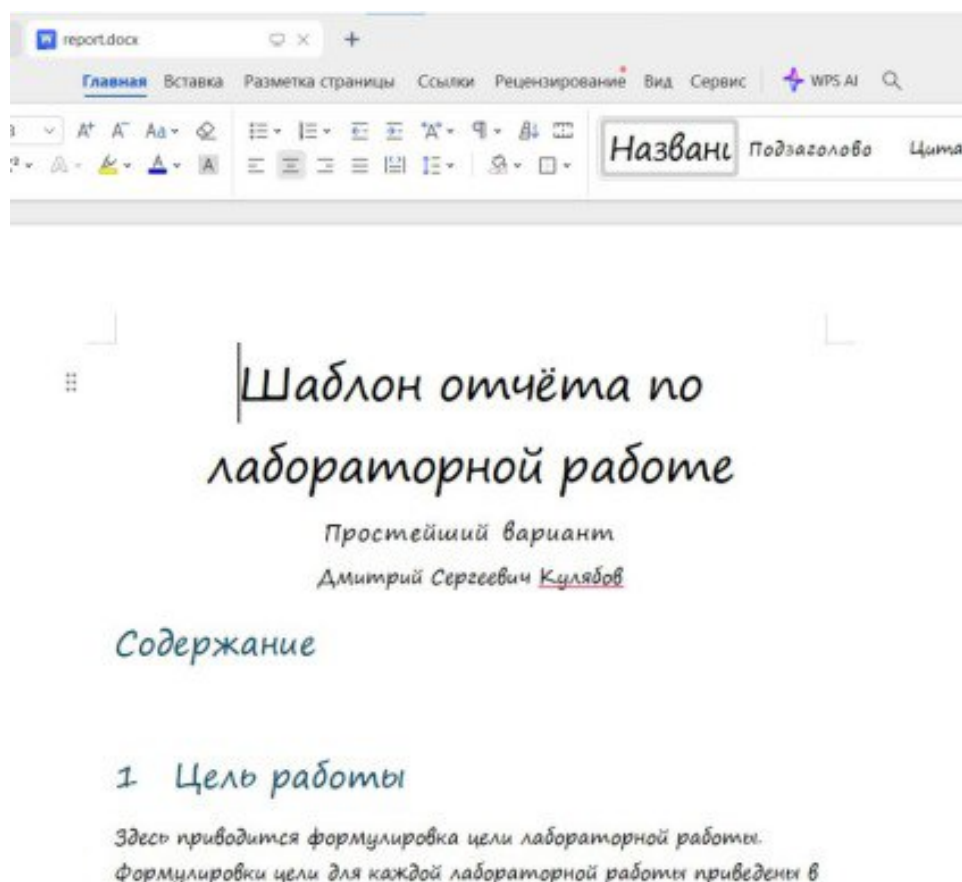 report.docx
Главная Вставка Разметка страницы Ссылки Рецензирование Вид Сервис WPS AI
Названи Подзаголово Цита
Шаблон отчёта по
лабораторной работе
Простейший вариант
Дмитрий Сергеевич Кулябов
Содержание
1 Цель работы
Здесь приводится формулировка цели лабораторной работы.
Формулировки цели для каждой лабораторной работы приведены в